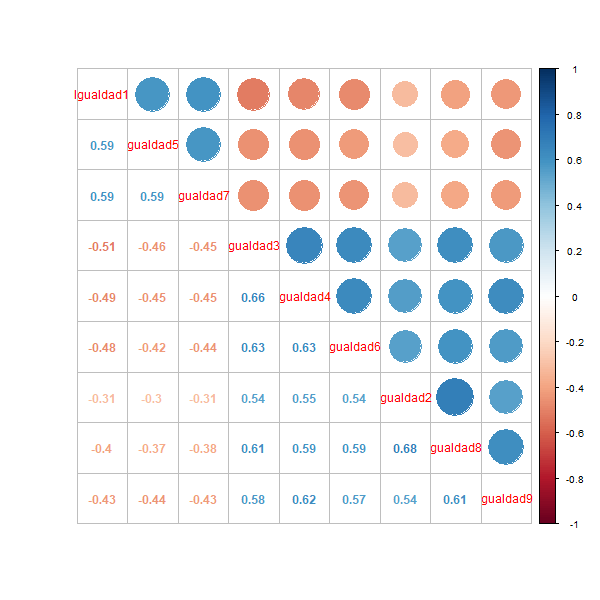 Igualdad1
1
0.8
0.59 gualdad5
0.6
0.59 0.59 gualdad7
0.4
-0.51 -0.46 -0.45 gualdad3
0.2
-0.49 -0.45 -0.45 0.66 gualdad4
0
-0.48 -0.42 -0.44 0.63 0.63 gualdad6
-0.2
-0.31 -0.3 -0.31 0.54 0.55 0.54 gualdad2
-0.4
-0.4 -0.37 -0.38 0.61 0.59 0.59 0.68 gualdad8
-0.6
-0.8
-0.43 -0.44 -0.43 0.58 0.62 0.57 0.54 0.61 gualdad9
-1